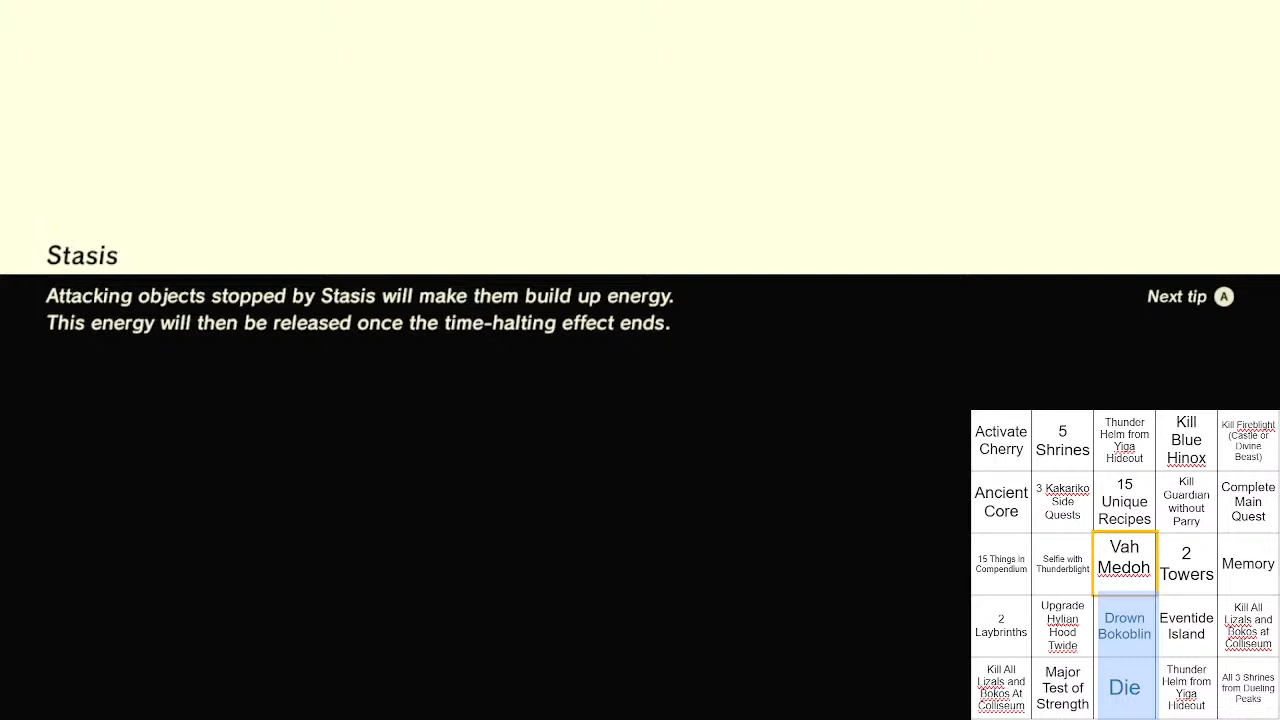 Stasis
Attacking objects stopped by Stasis will make them build up energy.
This energy will then be released once the time-halting effect ends.
Next tip A
Activate
Cherry
5
Shrines
Thunder
Helm from
Yiga
Hideout
Kill
Blue
Hinox
Kill Fireblight
(Castle or
Divine
Beast)
Ancient
Core
3 Kakariko
Side
Quests
15
Unique
Recipes
Kill
Guardian
without
Parry
Complete
Main
Quest
15 Things in
Compendium
Selfie with
Thunderblight
Vah
Medoh
2
Towers
Memory
2
Laybrinths
Upgrade
Hylian
Hood
Twide
Drown
Bokoblin
Eventide
Island
Kill All
Lizals and
Bokos at
Colliseum
Kill All
Lizals and
Bokos At
Colliseum
Major
Test of
Strength
Die
Thunder
Helm from
Yiga
Hideout
All 3 Shrines
from Dueling
Peaks